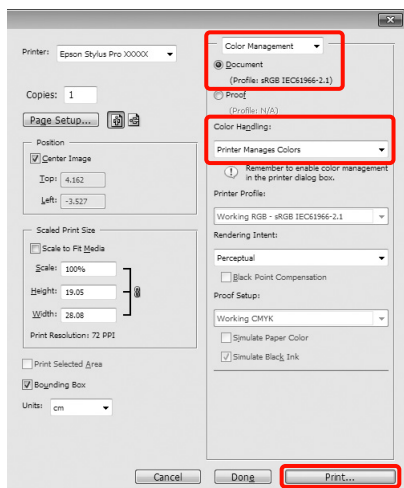 Printer:
Epson Stylus Pro XXXXX
Copies:
1
Page Setup...
Position
Center Image
Top:
4.162
Left:
-3.527
Scaled Print Size
Scale to Fit Media
Scale:
100%
Height:
19.05
Width:
28.08
Print Resolution: 72 PPI
Print Selected Area
Bounding Box
Units:
cm
Color Management
Document
(Profile: sRGB IEC61966-2.1)
Proof
(Profile: N/A)
Color Handling:
Printer Manages Colors
Remember to enable color management
in the printer dialog box.
Printer Profile:
Working RGB - sRGB IEC61966-2.1
Rendering Intent:
Perceptual
Black Point Compensation
Proof Setup:
Working CMYK
Simulate Paper Color
Simulate Black Ink
Cancel
Done
Print...